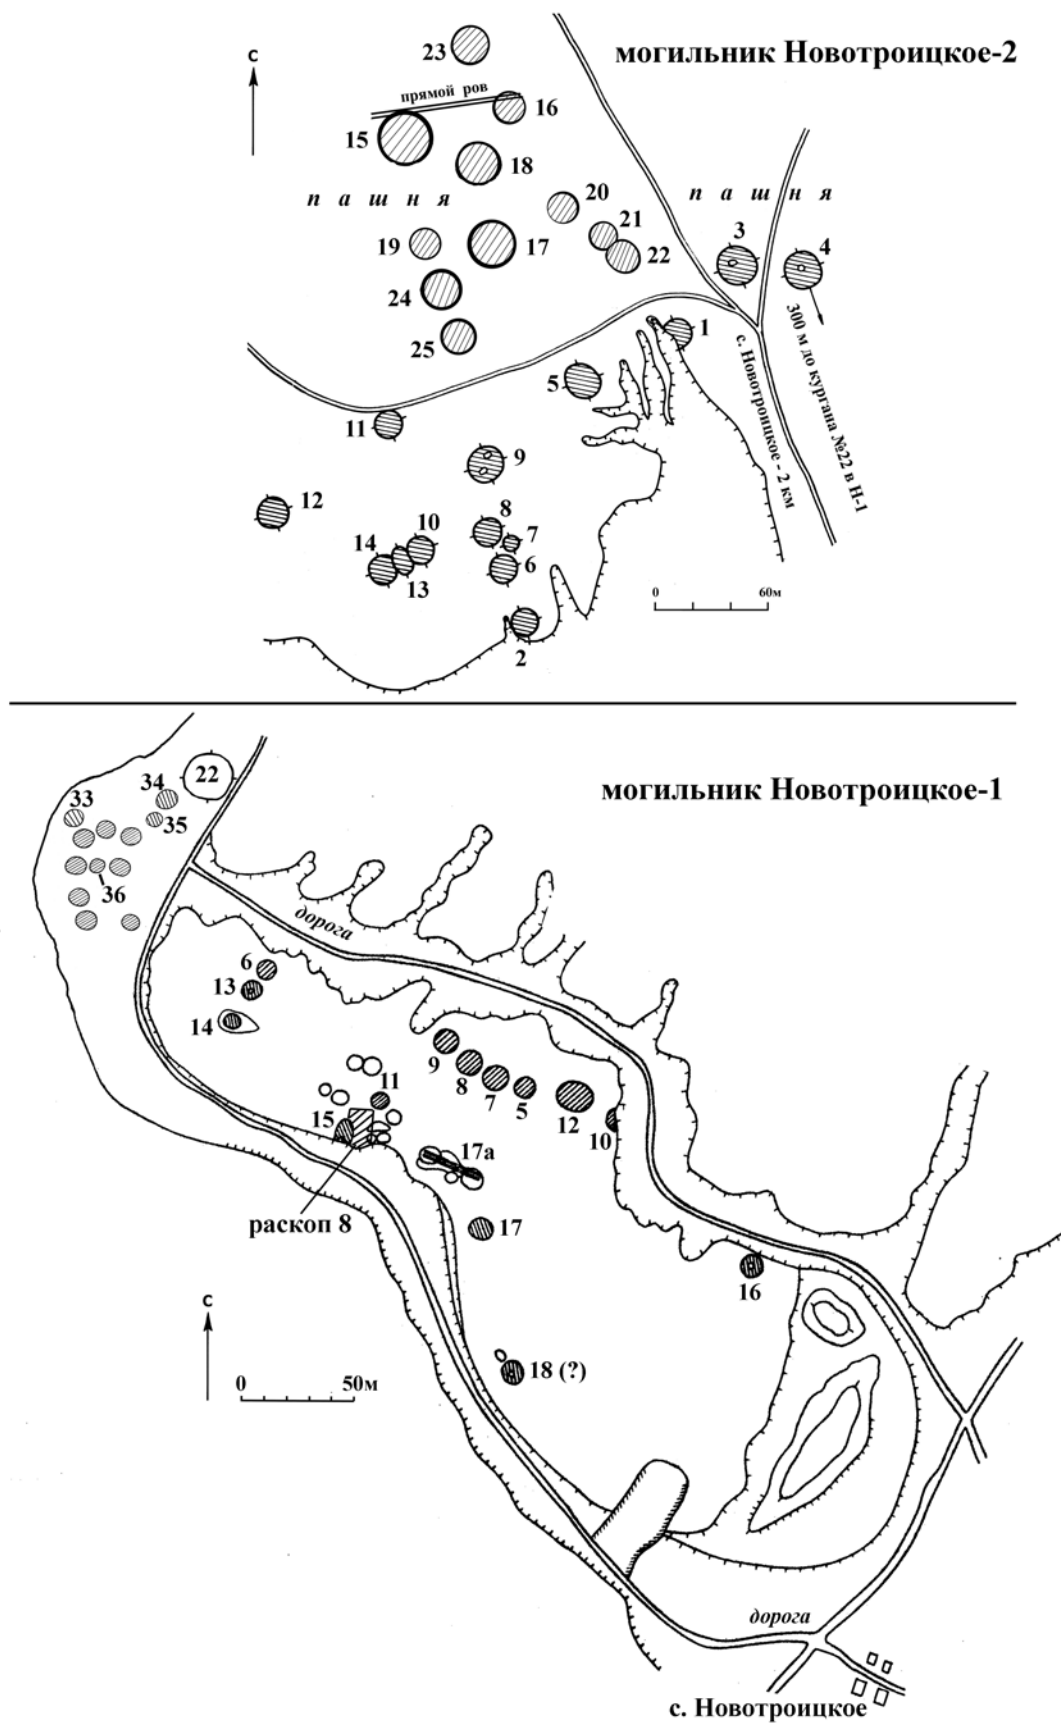 могильник Новотроицкое-2
С
23
прямой ров
16
15
18
пашня
пашня
20
21
22
19
17
3
4
24
25
1
5
300 м до кургана №22 в Н-1
с. Новотроицкое - 2 км
11
9
12
8
7
10
14
13
6
2
0 60м
могильник Новотроицкое-1
22
34
33
35
36
дорога
6
13
14
9
8
7
5
12
10
11
15
17а
раскоп 8
17
16
С
18 (?)
0 50м
дорога
с. Новотроицкое